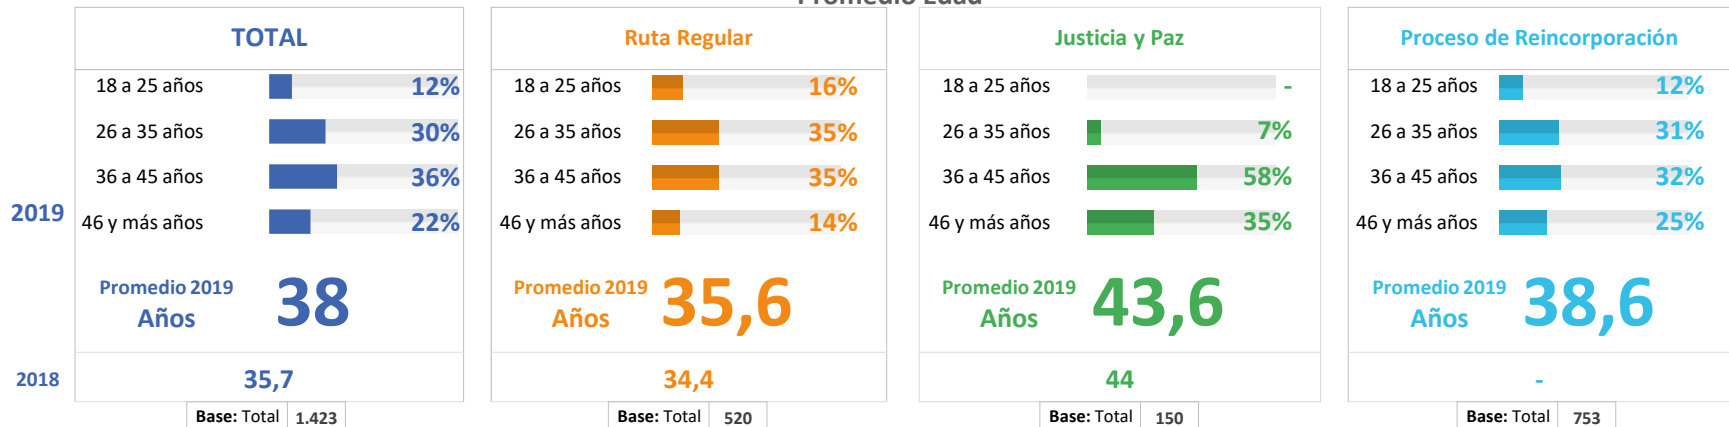 Promedio Edad
TOTAL
18 a 25 años 12%
26 a 35 años 30%
36 a 45 años 36%
46 y más años 22%
Promedio 2019
Años 38
35,7
Base: Total 1.423
Ruta Regular
18 a 25 años 16%
26 a 35 años 35%
36 a 45 años 35%
46 y más años 14%
Promedio 2019
Años 35,6
34,4
Base: Total 520
Justicia y Paz
18 a 25 años -
26 a 35 años 7%
36 a 45 años 58%
46 y más años 35%
Promedio 2019
Años 43,6
44
Base: Total 150
Proceso de Reincorporación
18 a 25 años 12%
26 a 35 años 31%
36 a 45 años 32%
46 y más años 25%
Promedio 2019
Años 38,6
-
Base: Total 753
2019
2018